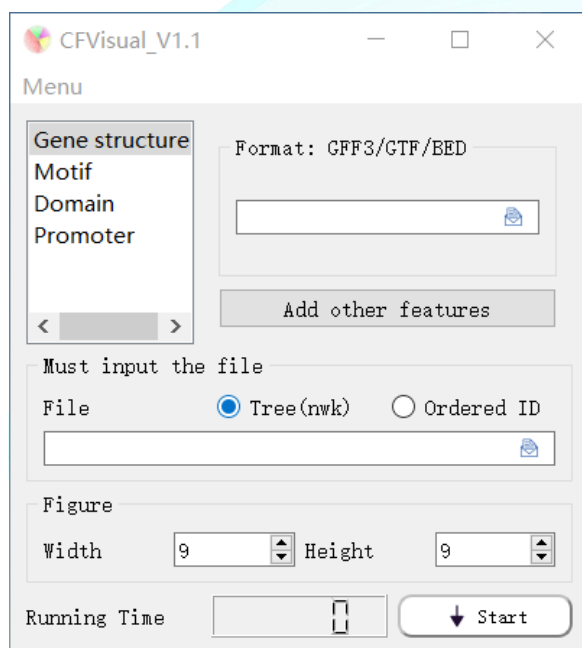 CFVisual_V1.1
Menu
Gene structure
Motif
Domain
Promoter
Format: GFF3/GTF/BED
Add other features
Must input the file
File Tree(nwk) Ordered ID
Figure
Width 9 Height 9
Running Time 0 Start